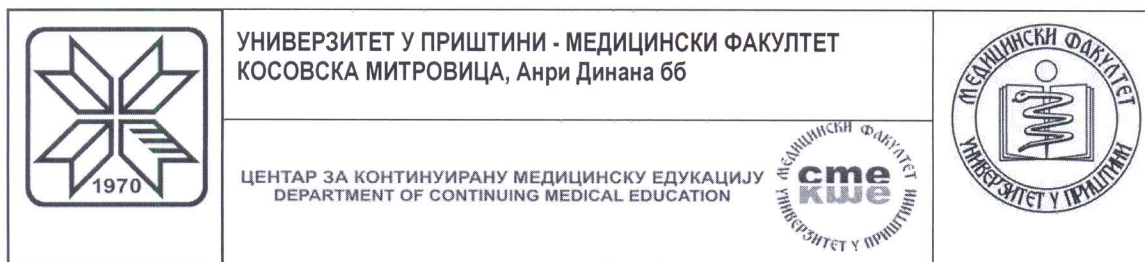 1970
УНИВЕРЗИТЕТ У ПРИШТИНИ - МЕДИЦИНСКИ ФАКУЛТЕТ
КОСОВСКА МИТРОВИЦА, Анри Динана бб
ЦЕНТАР ЗА КОНТИНУИРАНУ МЕДИЦИНСКУ ЕДУКАЦИЈУ
DEPARTMENT OF CONTINUING MEDICAL EDUCATION
МЕДИЦИНСКИ ФАКУЛТЕТ
cme
кме
УНИВЕРЗИТЕТ У ПРИШТИНИ
МЕДИЦИНСКИ ФАКУЛТЕТ
УНИВЕРЗИТЕТ У ПРИШТИНИ